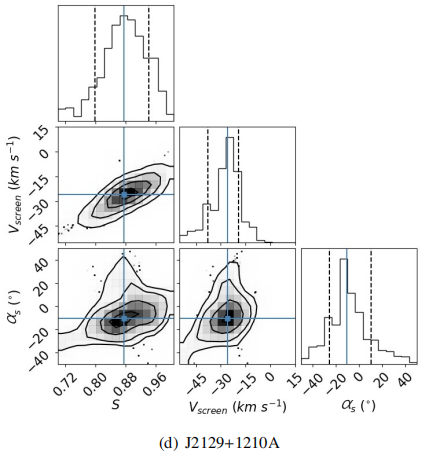 V_screen (km s⁻¹)
15
0
-15
-30
-45
α_s (°)
40
20
0
-20
-40
0.72 0.80 0.88 0.96
S
-45 -30 -15 0 15
V_screen (km s⁻¹)
-40 -20 0 20 40
α_s (°)
(d) J2129+1210A